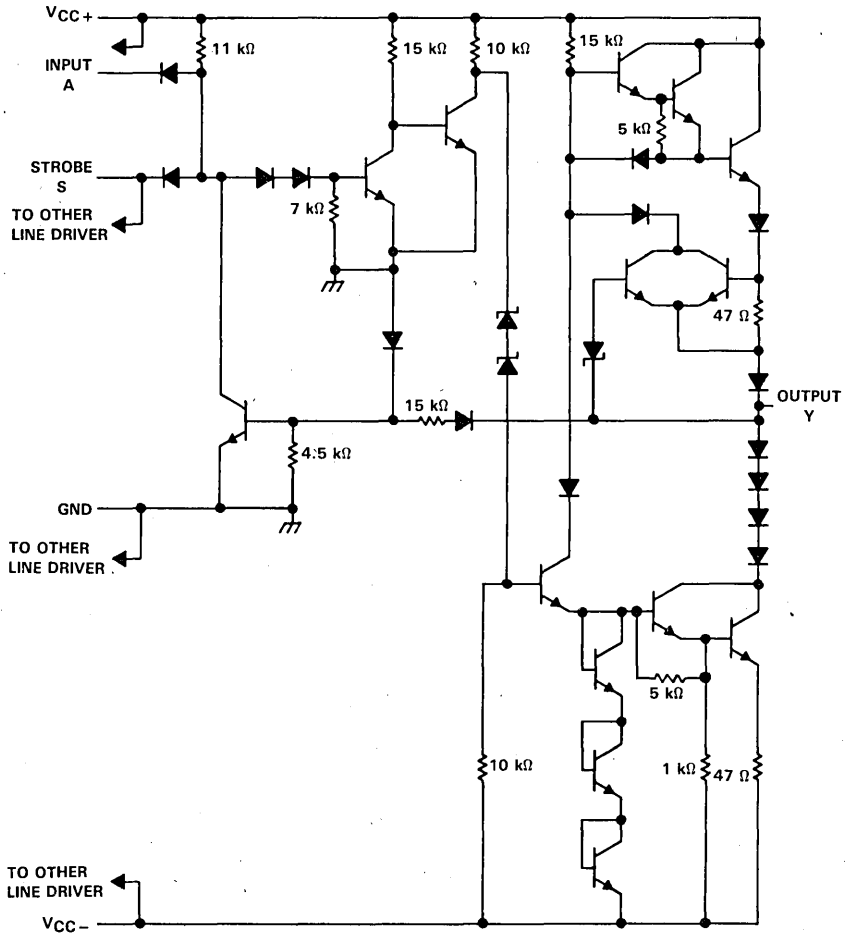 VCC+
11 kΩ
15 kΩ
10 kΩ
15 kΩ
INPUT
A
5 kΩ
STROBE
S
7 kΩ
TO OTHER
LINE DRIVER
47 Ω
OUTPUT
Y
15 kΩ
4.5 kΩ
GND
TO OTHER
LINE DRIVER
5 kΩ
10 kΩ
1 kΩ
47 Ω
TO OTHER
LINE DRIVER
VCC−